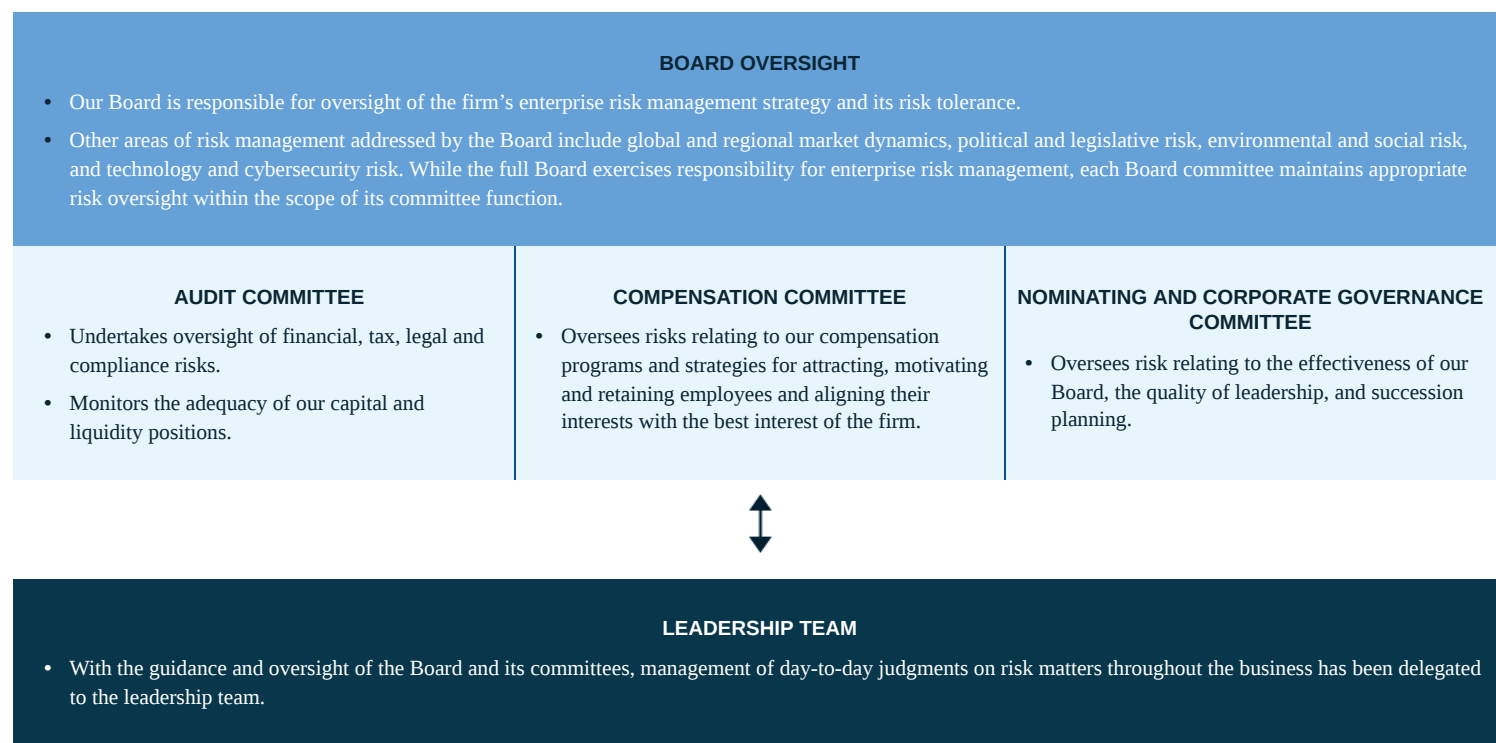 BOARD OVERSIGHT
• Our Board is responsible for oversight of the firm’s enterprise risk management strategy and its risk tolerance.
• Other areas of risk management addressed by the Board include global and regional market dynamics, political and legislative risk, environmental and social risk,
and technology and cybersecurity risk. While the full Board exercises responsibility for enterprise risk management, each Board committee maintains appropriate
risk oversight within the scope of its committee function.
AUDIT COMMITTEE
• Undertakes oversight of financial, tax, legal and
compliance risks.
• Monitors the adequacy of our capital and
liquidity positions.
COMPENSATION COMMITTEE
• Oversees risks relating to our compensation
programs and strategies for attracting, motivating
and retaining employees and aligning their
interests with the best interest of the firm.
NOMINATING AND CORPORATE GOVERNANCE
COMMITTEE
• Oversees risk relating to the effectiveness of our
Board, the quality of leadership, and succession
planning.
LEADERSHIP TEAM
• With the guidance and oversight of the Board and its committees, management of day-to-day judgments on risk matters throughout the business has been delegated
to the leadership team.